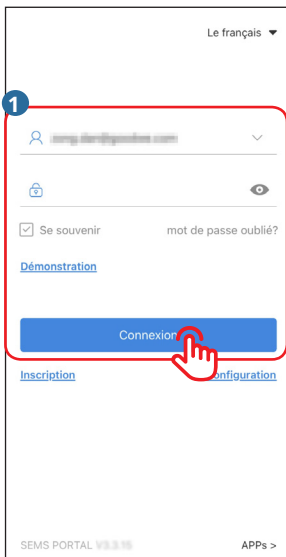 Le français
1
Se souvenir mot de passe oublié?
Démonstration
Connexion
Inscription onfiguration
SEMS PORTAL APPs >